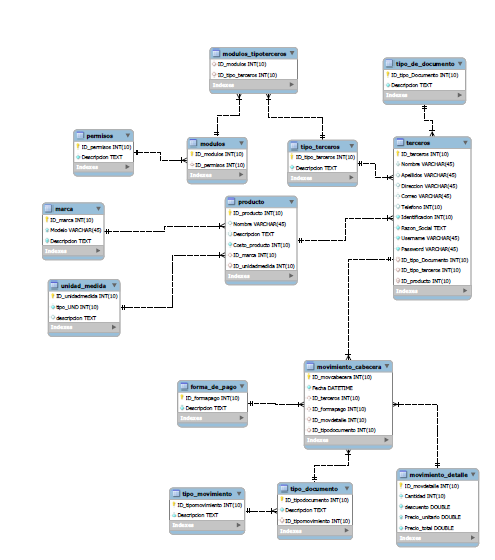 modulos_tipoterceros
ID_modulos INT(10)
ID_tipo_terceros INT(10)
Indexes
tipo_de_documento
ID_tipo_Documento INT(10)
Descripcion TEXT
Indexes
permisos
ID_permisos INT(10)
Descripcion TEXT
Indexes
modulos
ID_modulos INT(10)
ID_permisos INT(10)
Indexes
tipo_terceros
ID_tipo_terceros INT(10)
Descripcion TEXT
Indexes
terceros
ID_terceros INT(10)
Nombre VARCHAR(45)
Apellidos VARCHAR(45)
Direccion VARCHAR(45)
Correo VARCHAR(45)
Telefono INT(10)
Identificacion INT(10)
Razon_Social TEXT
Username VARCHAR(45)
Password VARCHAR(45)
ID_tipo_Documento INT(10)
ID_tipo_terceros INT(10)
ID_producto INT(10)
Indexes
marca
ID_marca INT(10)
Modelo VARCHAR(45)
Descripcion TEXT
Indexes
producto
ID_producto INT(10)
Nombre VARCHAR(45)
Descripcion TEXT
Costo_producto INT(10)
ID_marca INT(10)
ID_unidadmedida INT(10)
Indexes
unidad_medida
ID_unidadmedida INT(10)
tipo_UND INT(10)
descripcion TEXT
Indexes
movimiento_cabecera
ID_movcabecera INT(10)
Fecha DATETIME
ID_terceros INT(10)
ID_formapago INT(10)
ID_movdetalle INT(10)
ID_tipodocumento INT(10)
Indexes
forma_de_pago
ID_formapago INT(10)
Descripcion TEXT
Indexes
movimiento_detalle
ID_movdetalle INT(10)
Cantidad INT(10)
descuento DOUBLE
Precio_unitario DOUBLE
Precio_total DOUBLE
Indexes
tipo_movimiento
ID_tipomovimiento INT(10)
Descripcion TEXT
Indexes
tipo_documento
ID_tipodocumento INT(10)
Descripcion TEXT
ID_tipomovimiento INT(10)
Indexes